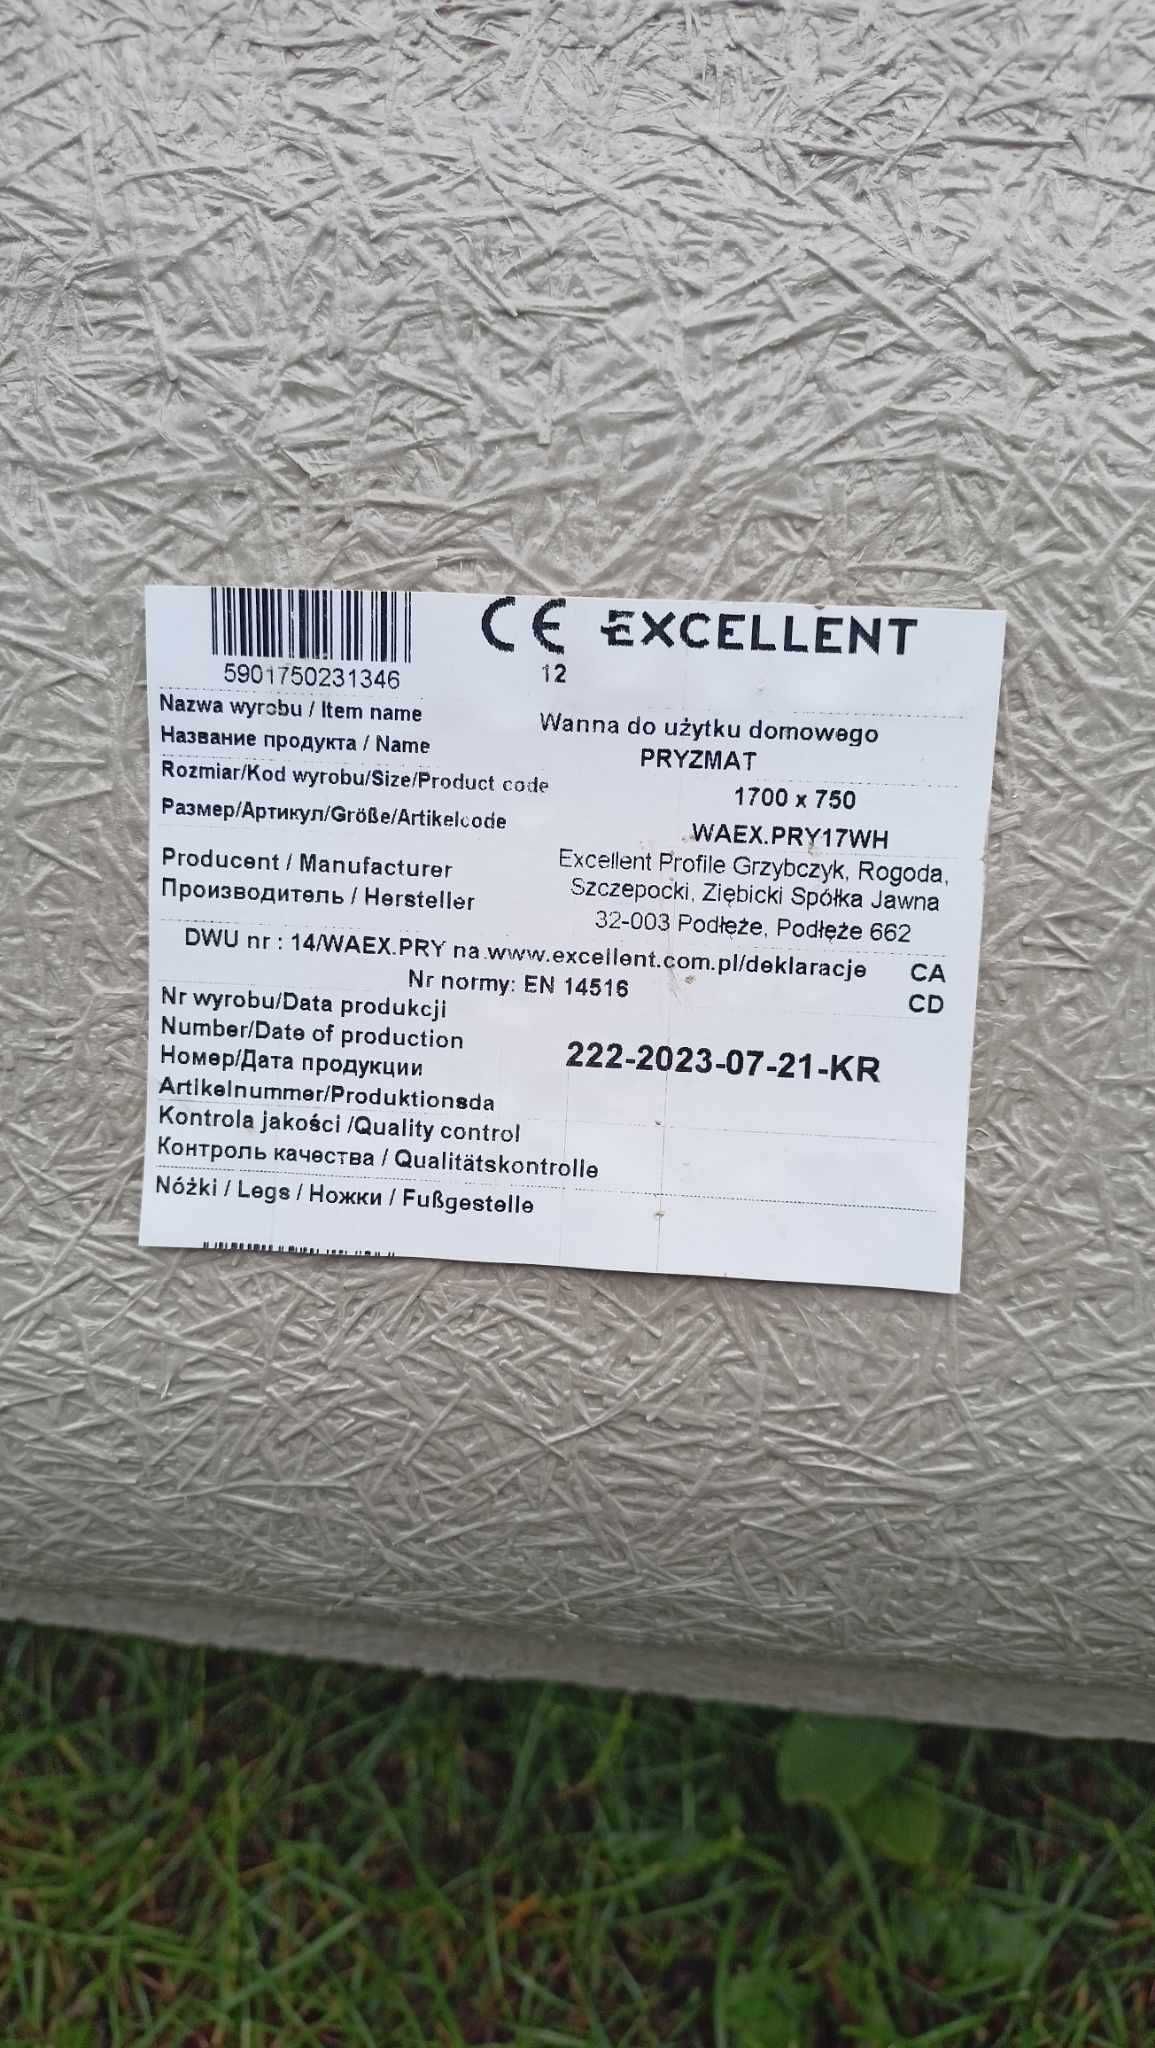 CE EXCELLENT
5901750231346
12
Nazwa wyrobu / Item name
Название продукта / Name
Wanna do użytku domowego
PRYZMAT
Rozmiar/Kod wyrobu/Size/Product code
Размер/Артикул/Größe/Artikelcode
1700 x 750
WAEX.PRY17WH
Producent / Manufacturer
Производитель / Hersteller
Excellent Profile Grzybczyk, Rogoda,
Szczepocki, Ziębicki Spółka Jawna
32-003 Podłęże, Podłęże 662
DWU nr : 14/WAEX.PRY na www.excellent.com.pl/deklaracje
Nr normy: EN 14516
CA
CD
Nr wyrobu/Data produkcji
Number/Date of production
Номер/Дата продукции
Artikelnummer/Produktionsda
222-2023-07-21-KR
Kontrola jakości /Quality control
Контроль качества / Qualitätskontrolle
Nóżki / Legs / Ножки / Fußgestelle